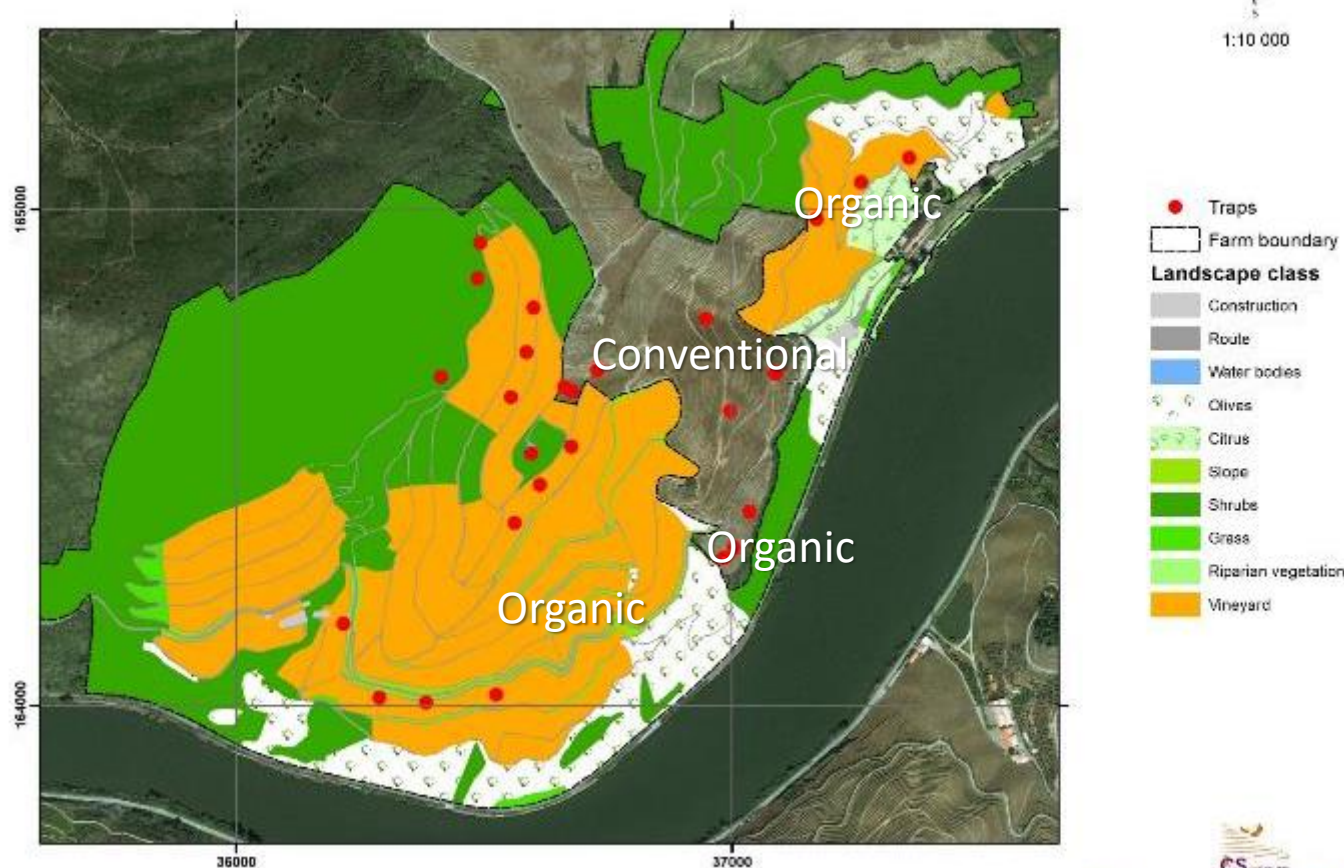 1:10 000
165000
164000
36000
37000
Organic
Conventional
Organic
Organic
Traps
Farm boundary
Landscape class
Construction
Route
Water bodies
Olives
Citrus
Slope
Shrubs
Grass
Riparian vegetation
Vineyard